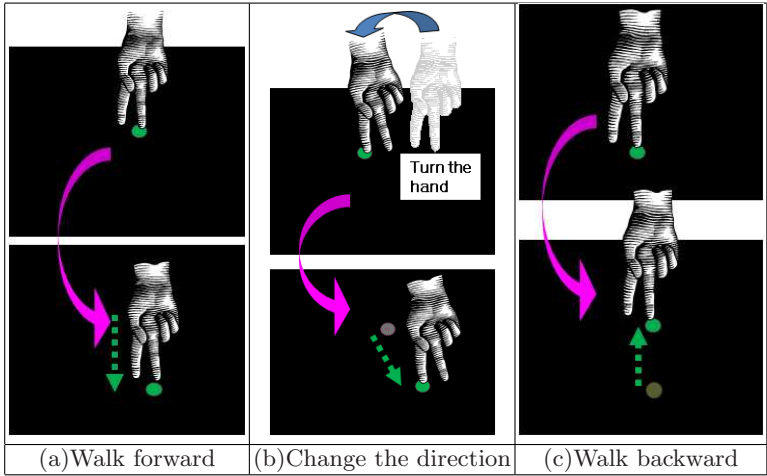 Turn the
hand
(a)Walk forward
(b)Change the direction
(c)Walk backward